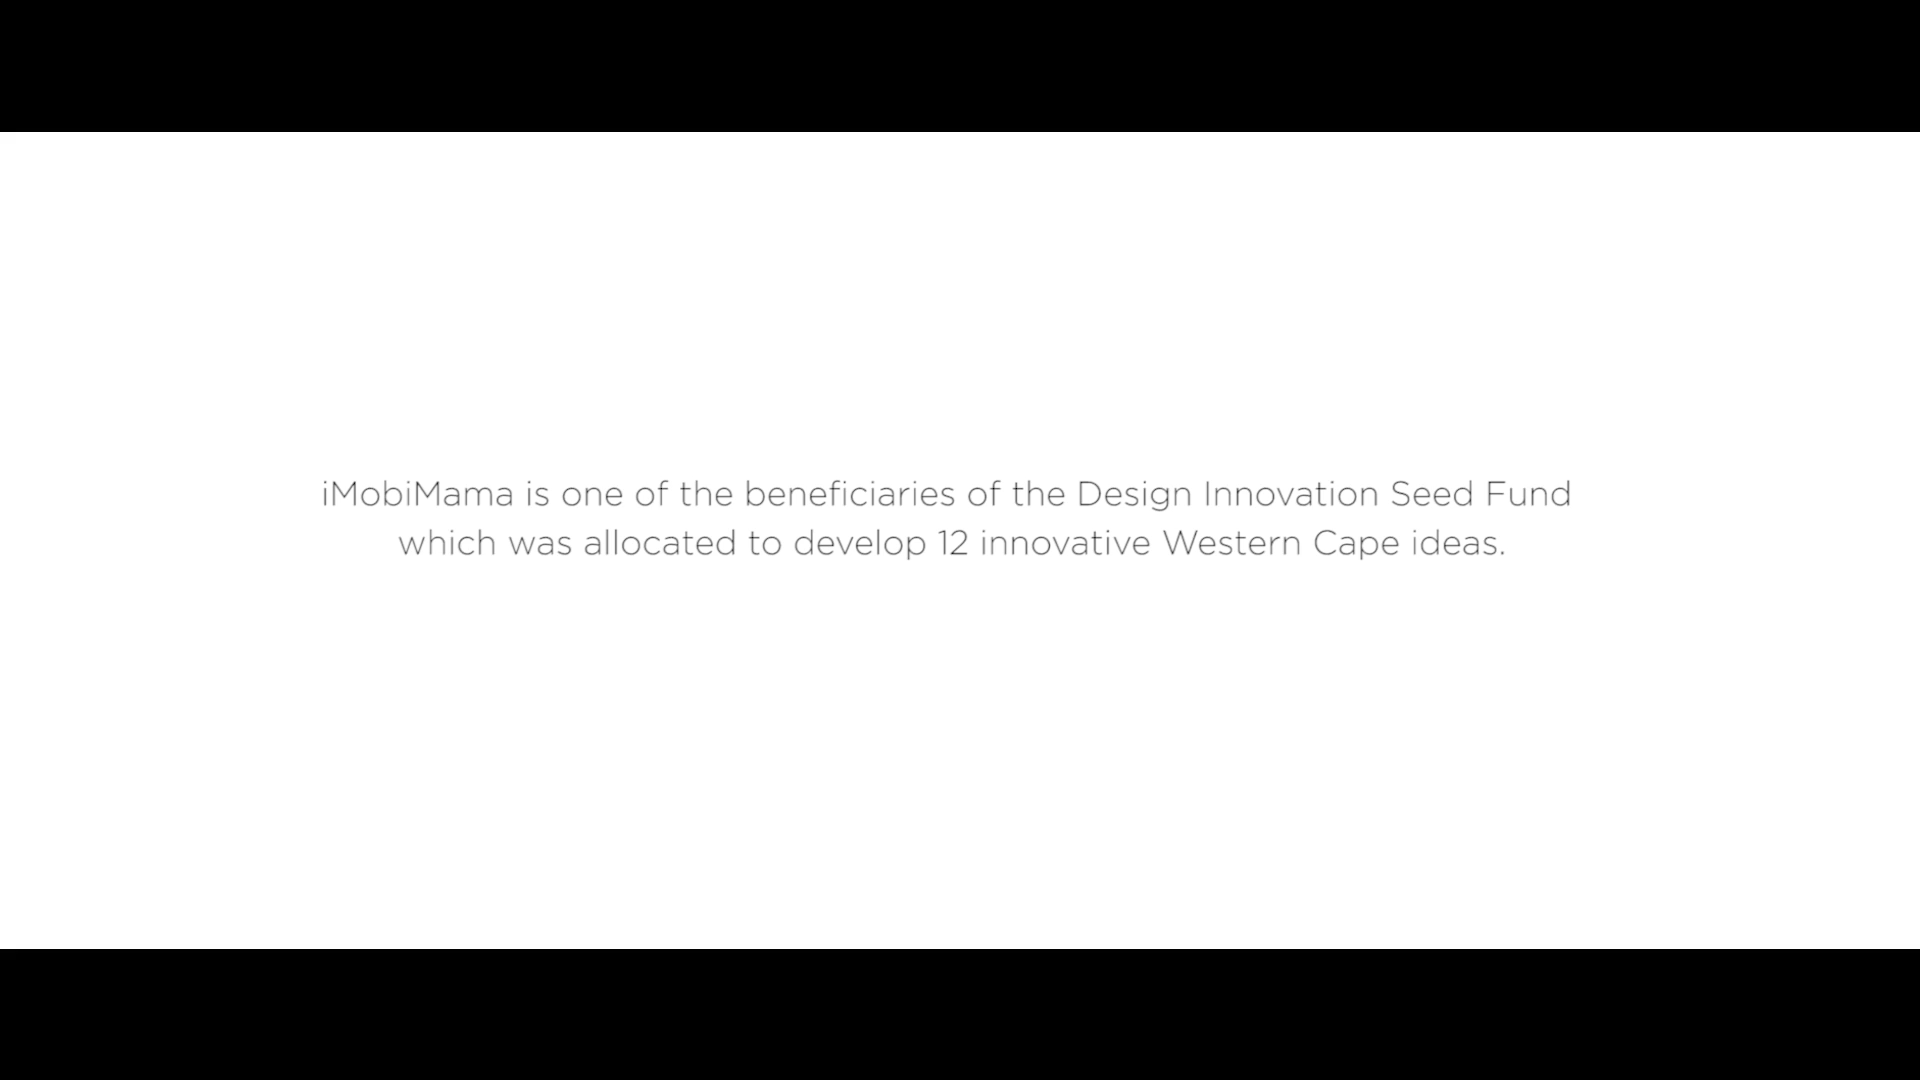 iMobiMama is one of the beneficiaries of the Design Innovation Seed Fund
which was allocated to develop 12 innovative Western Cape ideas.